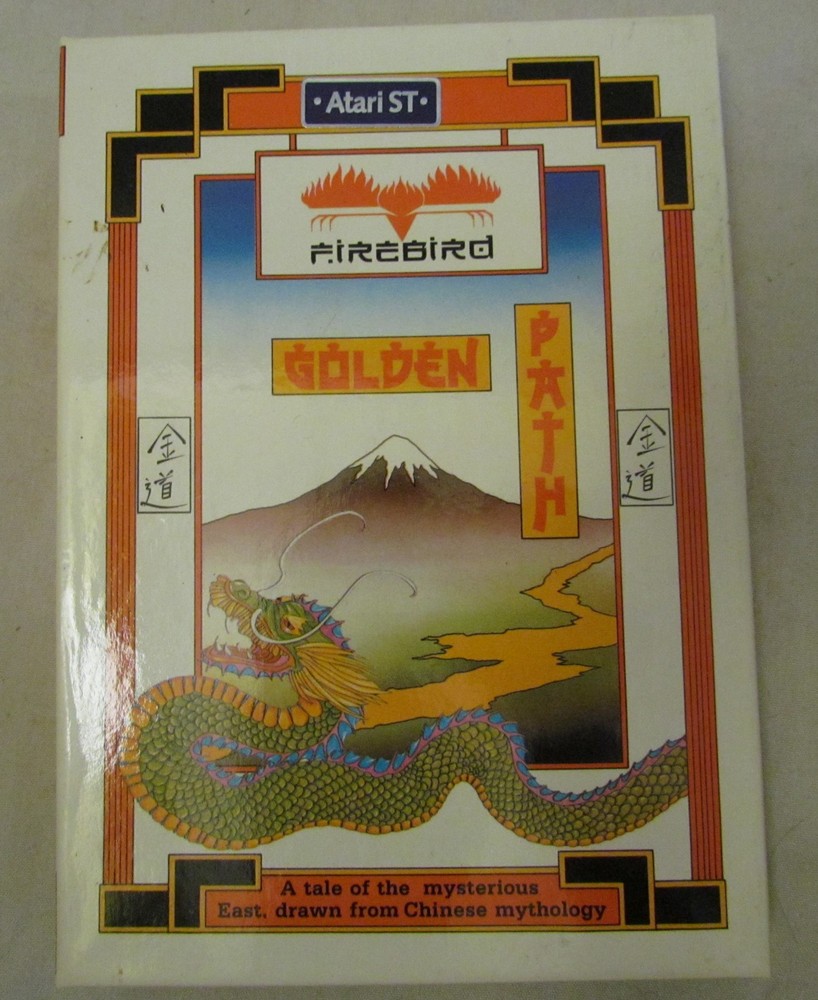 · Atari ST ·
FIREBIRD
GOLDEN
PATH
金道
金道
A tale of the mysterious
East. drawn from Chinese mythology